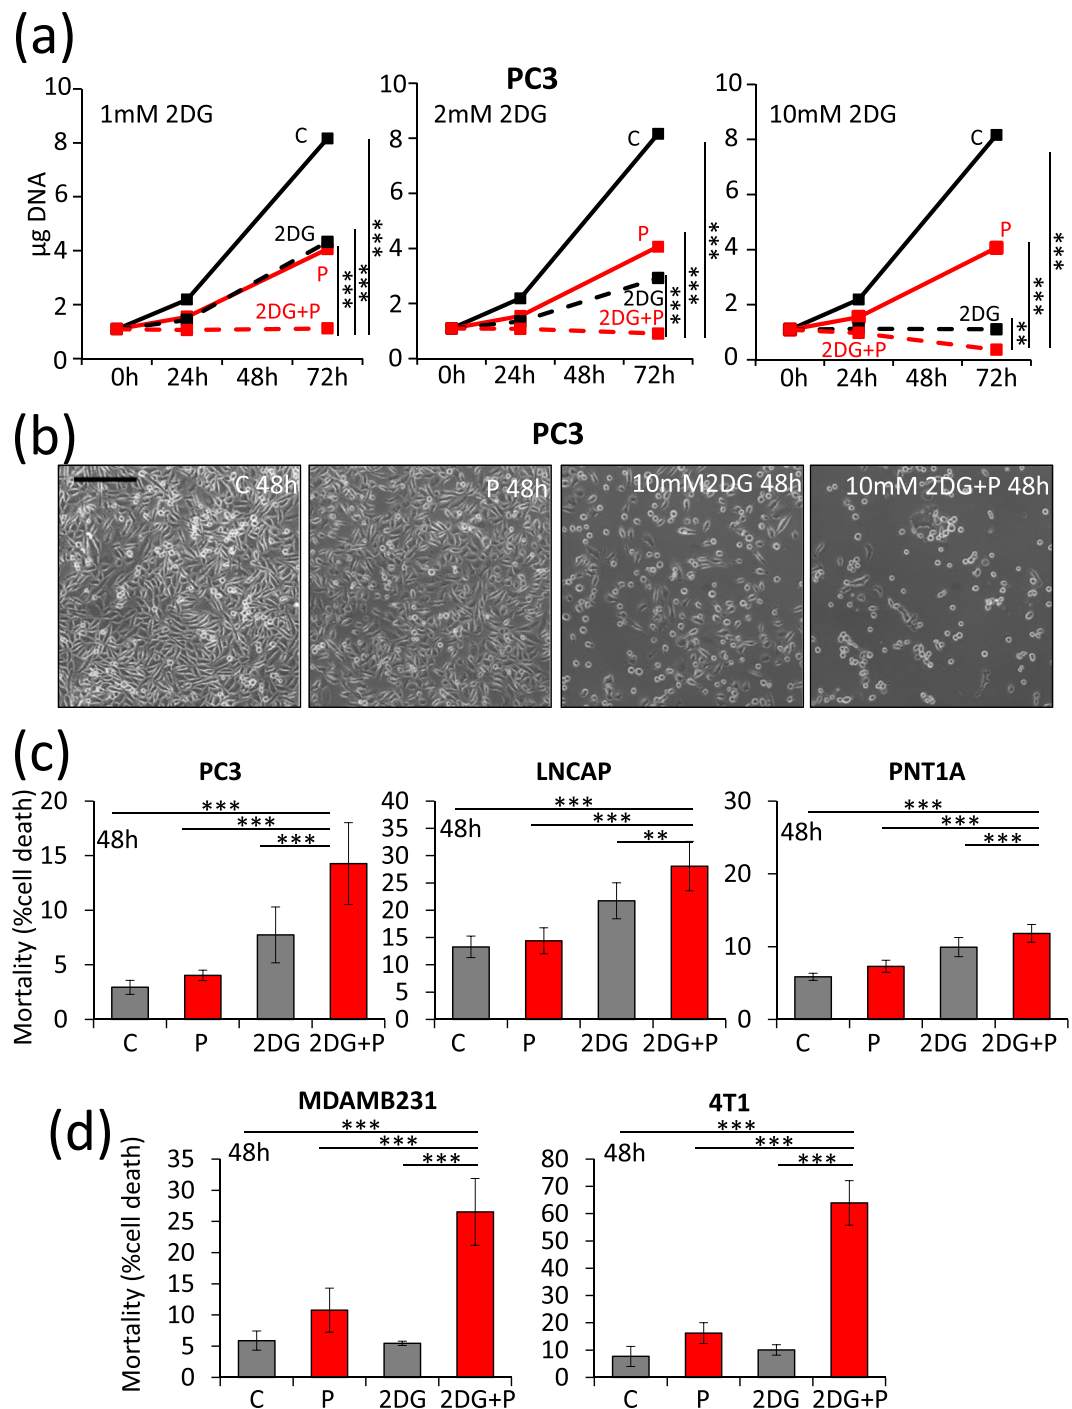 (a)
PC3
1mM 2DG
2mM 2DG
10mM 2DG
µg DNA
10
8
6
4
2
0
C
2DG
P
2DG+P
***
***
***
0h 24h 48h 72h
10
8
6
4
2
0
C
P
2DG
2DG+P
***
***
***
0h 24h 48h 72h
10
8
6
4
2
0
C
P
2DG
2DG+P
**
***
***
0h 24h 48h 72h
(b)
PC3
C 48h
P 48h
10mM2DG 48h
10mM 2DG+P 48h
(c)
PC3
Mortality (%cell death)
20
15
10
5
0
48h
***
***
***
C P 2DG 2DG+P
LNCAP
40
35
30
25
20
15
10
5
0
48h
***
***
**
C P 2DG 2DG+P
PNT1A
30
20
10
0
48h
***
***
***
C P 2DG 2DG+P
(d)
MDAMB231
Mortality (%cell death)
35
30
25
20
15
10
5
0
48h
***
***
***
C P 2DG 2DG+P
4T1
80
70
60
50
40
30
20
10
0
48h
***
***
***
C P 2DG 2DG+P